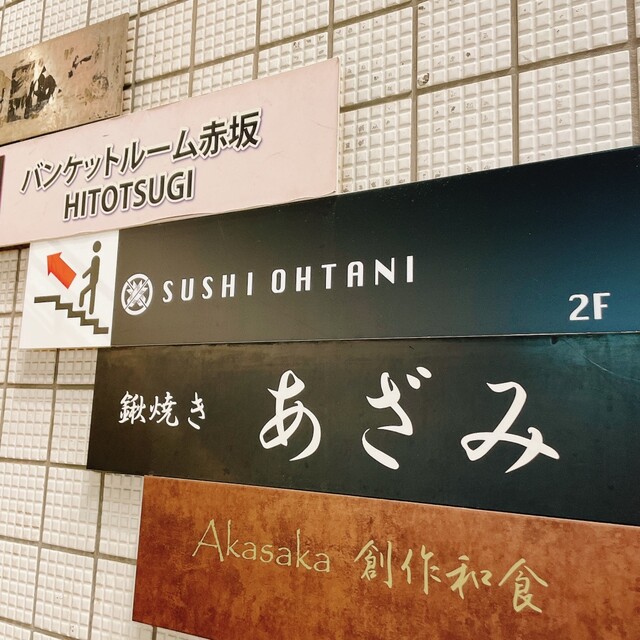 バンケットルーム赤坂
HITOTSUGI
SUSHI OHTANI
2F
鍬焼き あざみ
Akasaka 創作和食